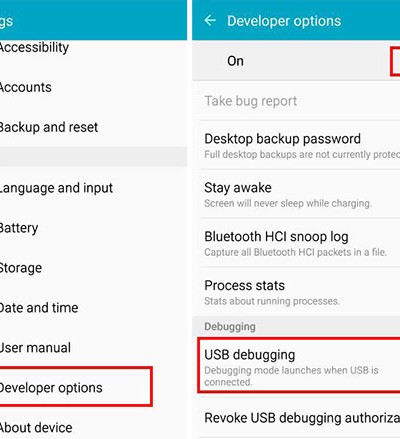 gs
Accessibility
Accounts
Backup and reset
Language and input
Battery
Storage
Date and time
User manual
Developer options
About device
← Developer options
On
Take bug report
Desktop backup password
Full desktop backups are not currently protec
Stay awake
Screen will never sleep while charging.
Bluetooth HCI snoop log
Capture all Bluetooth HCI packets in a file.
Process stats
Stats about running processes.
Debugging
USB debugging
Debugging mode launches when USB is
connected.
Revoke USB debugging authoriza